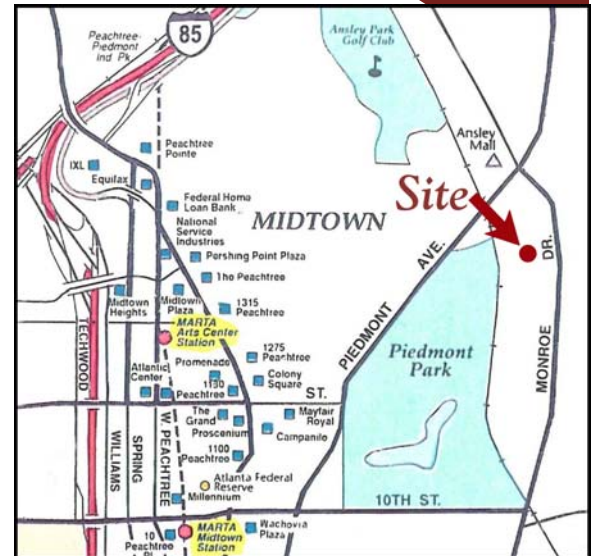 Peachtree-
Piedmont
Ind Pk.
85
Ansley Park
Golf Club
Ansley
Mall
Peachtree
Pointe
IXL
Equifax
Federal Home
Loan Bank
National
Service
Industries
MIDTOWN
Site
Pershing Point Plaza
The Peachtree
Midtown
Heights
Midtown
Plaza
1315
Peachtree
MARTA
Arts Center
Station
PIEDMONT
AVE.
MONROE
DR.
TECHWOOD
Promenade
1275
Peachtree
Atlantic
Center
1180
Peachtree
Colony
Square
Piedmont
Park
ST.
WILLIAMS
SPRING
W. PEACHTREE
The
Grand
Proscenium
Mayfair
Royal
Campanile
1100
Peachtree
Atlanta Federal
Reserve
Millennium
10TH ST.
10
Peachtree
MARTA
Midtown
Station
Wachovia
Plaza